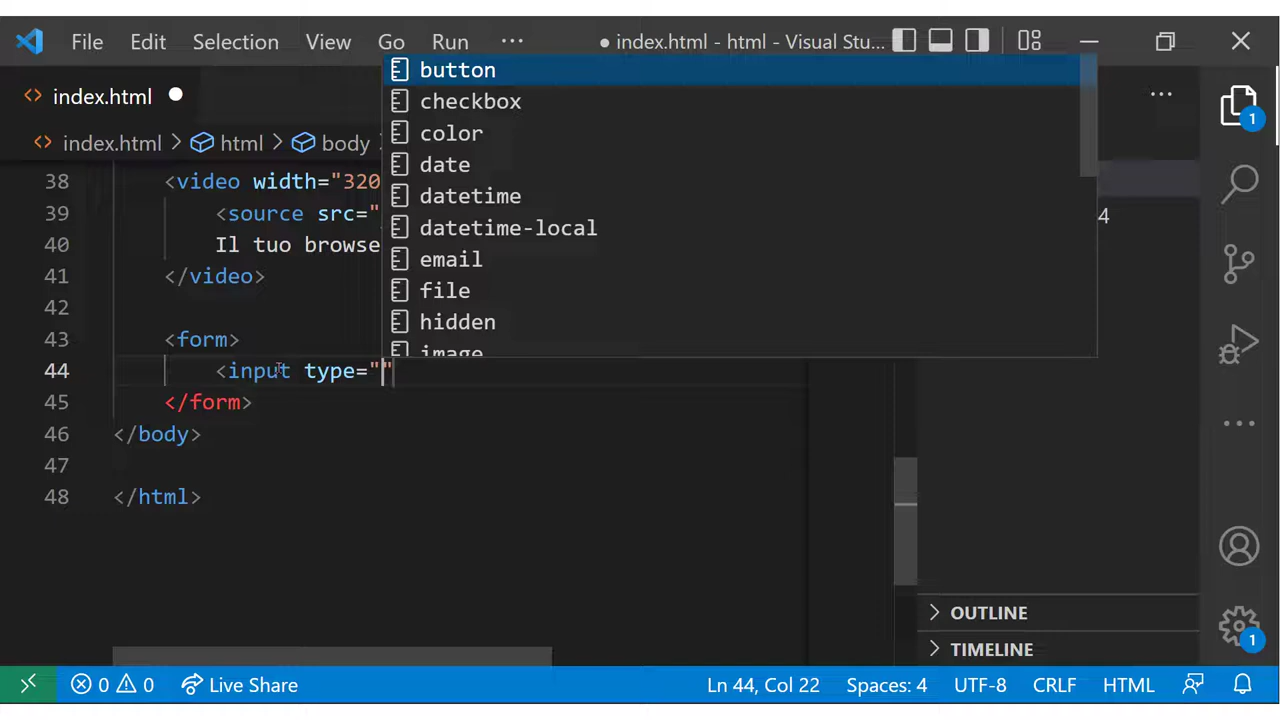 File Edit Selection View Go Run ··· ● index.html - html - Visual Stu...
<> index.html ●
<> index.html > html > body
button
checkbox
color
date
datetime
datetime-local
email
file
hidden
image
38 <video width="320
39 <source src="
40 Il tuo browse
41 </video>
42
43 <form>
44 <input type=""
45 </form>
46 </body>
47
48 </html>
4
1
OUTLINE
TIMELINE
1
0 0 Live Share Ln 44, Col 22 Spaces: 4 UTF-8 CRLF HTML